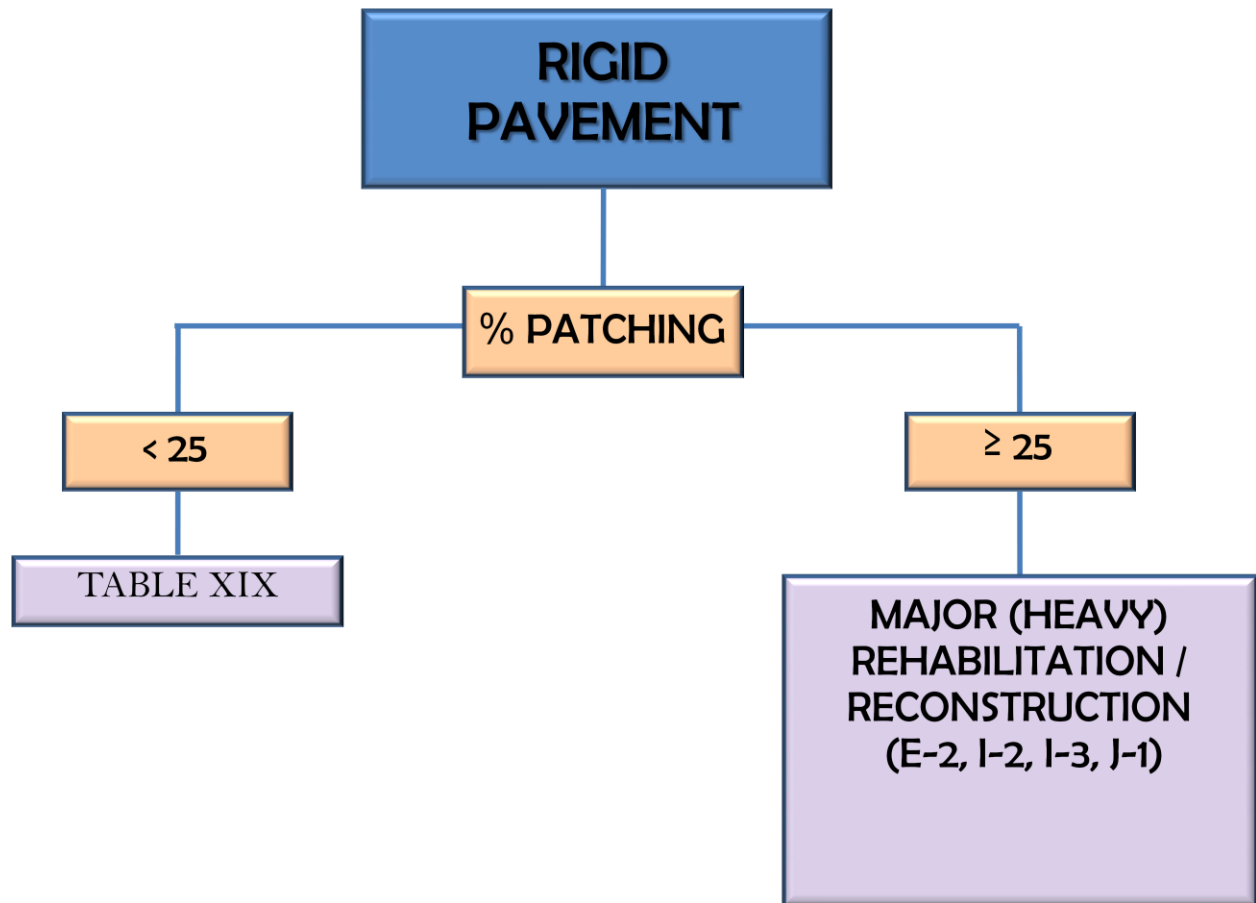 RIGID
PAVEMENT
% PATCHING
< 25
≥ 25
TABLE XIX
MAJOR (HEAVY)
REHABILITATION /
RECONSTRUCTION
(E-2, I-2, I-3, J-1)